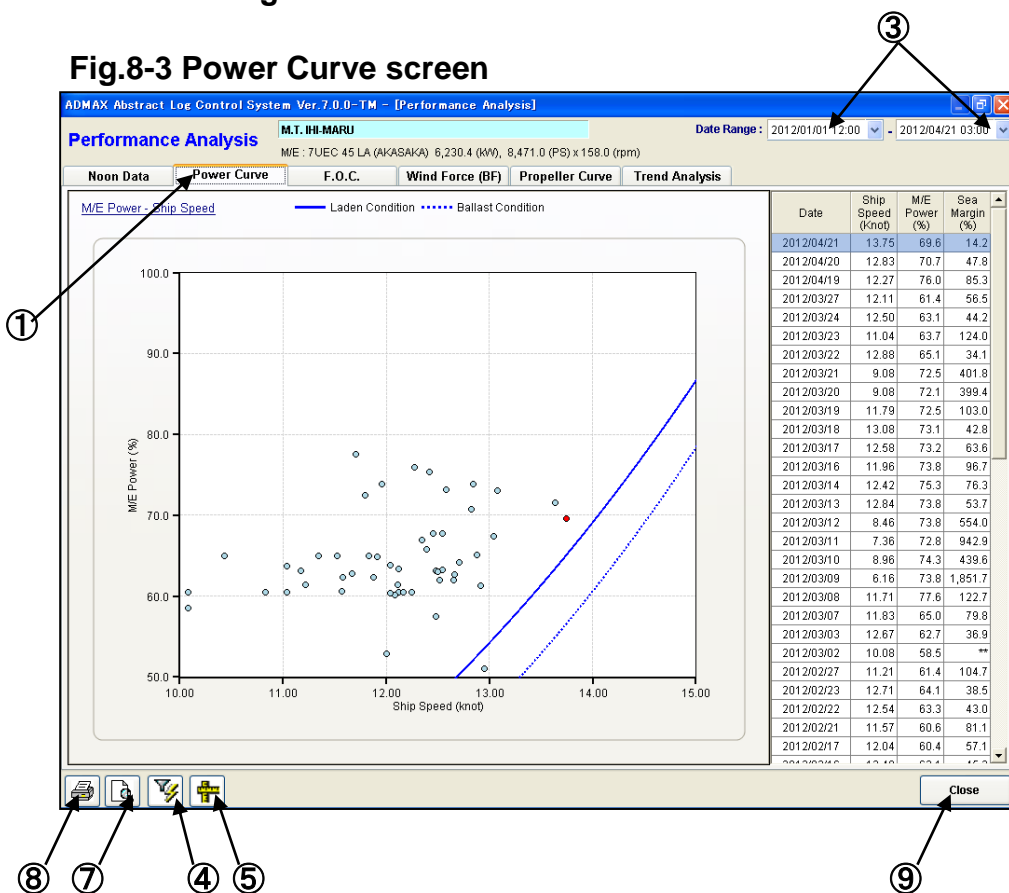 ③
Fig.8-3 Power Curve screen
ADMAX Abstract Log Control System Ver.7.0.0-TM - [Performance Analysis]
Performance Analysis
M.T. IHI-MARU
Date Range : 2012/01/01 12:00 - 2012/04/21 03:00
M/E : 7UEC 45 LA (AKASAKA) 6,230.4 (kW), 8,471.0 (PS) x 158.0 (rpm)
Noon Data Power Curve F.O.C. Wind Force (BF) Propeller Curve Trend Analysis
M/E Power - Ship Speed
Laden Condition Ballast Condition
100.0
90.0
80.0
70.0
60.0
50.0
M/E Power (%)
10.00 11.00 12.00 13.00 14.00 15.00
Ship Speed (knot)
①
Date Ship Speed (Knot) M/E Power (%) Sea Margin (%)
2012/04/21 13.75 69.6 14.2
2012/04/20 12.83 70.7 47.8
2012/04/19 12.27 76.0 85.3
2012/03/27 12.11 61.4 56.5
2012/03/24 12.50 63.1 44.2
2012/03/23 11.04 63.7 124.0
2012/03/22 12.88 65.1 34.1
2012/03/21 9.08 72.5 401.8
2012/03/20 9.08 72.1 399.4
2012/03/19 11.79 72.5 103.0
2012/03/18 13.08 73.1 42.8
2012/03/17 12.58 73.2 63.6
2012/03/16 11.96 73.8 96.7
2012/03/14 12.42 75.3 76.3
2012/03/13 12.84 73.8 53.7
2012/03/12 8.46 73.8 554.0
2012/03/11 7.36 72.8 942.9
2012/03/10 8.96 74.3 439.6
2012/03/09 6.16 73.8 1,851.7
2012/03/08 11.71 77.6 122.7
2012/03/07 11.83 65.0 79.8
2012/03/03 12.67 62.7 36.9
2012/03/02 10.08 58.5 **
2012/02/27 11.21 61.4 104.7
2012/02/23 12.71 64.1 38.5
2012/02/22 12.54 63.3 43.0
2012/02/21 11.57 60.6 81.1
2012/02/17 12.04 60.4 57.1
Close
⑧ ⑦ ④ ⑤ ⑨